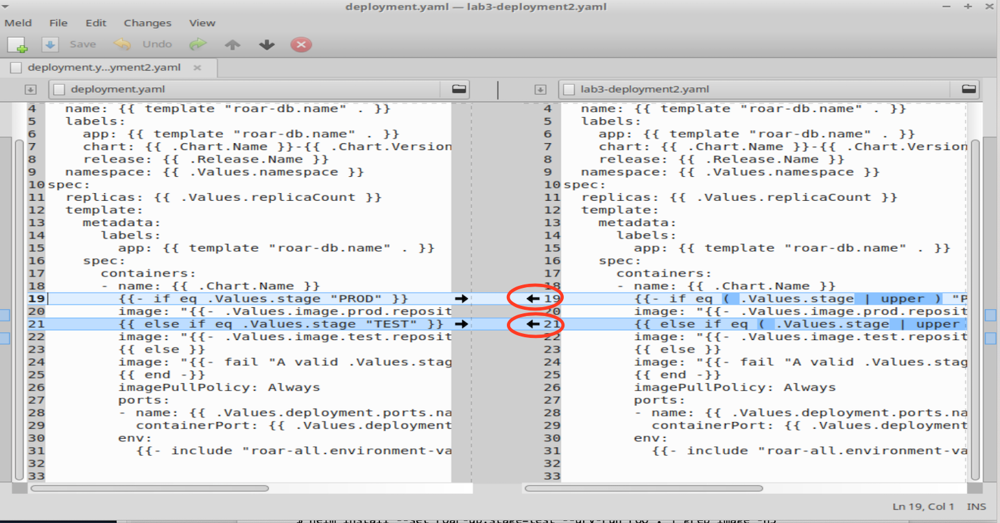 deployment.yaml — lab3-deployment2.yaml
Meld File Edit Changes View
Save Undo
deployment.y...yment2.yaml
deployment.yaml
4 name: {{ template "roar-db.name" . }}
5 labels:
6 app: {{ template "roar-db.name" . }}
7 chart: {{ .Chart.Name }}-{{ .Chart.Version
8 release: {{ .Release.Name }}
9 namespace: {{ .Values.namespace }}
10 spec:
11 replicas: {{ .Values.replicaCount }}
12 template:
13 metadata:
14 labels:
15 app: {{ template "roar-db.name" . }}
16 spec:
17 containers:
18 - name: {{ .Chart.Name }}
19 {{- if eq .Values.stage "PROD" }}
20 image: "{{- .Values.image.prod.reposit
21 {{ else if eq .Values.stage "TEST" }}
22 image: "{{- .Values.image.test.reposit
23 {{ else }}
24 image: "{{- fail "A valid .Values.stag
25 {{ end -}}
26 imagePullPolicy: Always
27 ports:
28 - name: {{ .Values.deployment.ports.na
29 containerPort: {{ .Values.deployment
30 env:
31 {{- include "roar-all.environment-va
32
33
lab3-deployment2.yaml
4 name: {{ template "roar-db.name" . }}
5 labels:
6 app: {{ template "roar-db.name" . }}
7 chart: {{ .Chart.Name }}-{{ .Chart.Version
8 release: {{ .Release.Name }}
9 namespace: {{ .Values.namespace }}
10 spec:
11 replicas: {{ .Values.replicaCount }}
12 template:
13 metadata:
14 labels:
15 app: {{ template "roar-db.name" . }}
16 spec:
17 containers:
18 - name: {{ .Chart.Name }}
19 {{- if eq ( .Values.stage | upper ) "P
20 image: "{{- .Values.image.prod.reposit
21 {{ else if eq ( .Values.stage | upper
22 image: "{{- .Values.image.test.reposit
23 {{ else }}
24 image: "{{- fail "A valid .Values.stag
25 {{ end -}}
26 imagePullPolicy: Always
27 ports:
28 - name: {{ .Values.deployment.ports.na
29 containerPort: {{ .Values.deployment
30 env:
31 {{- include "roar-all.environment-va
32
33
Ln 19, Col 1 INS